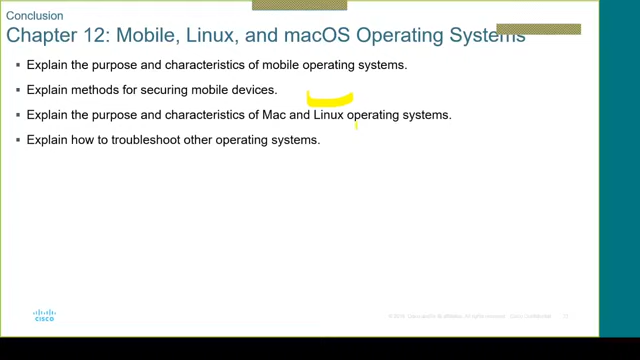 Conclusion
Chapter 12: Mobile, Linux, and macOS Operating Systems
▪ Explain the purpose and characteristics of mobile operating systems.
▪ Explain methods for securing mobile devices.
▪ Explain the purpose and characteristics of Mac and Linux operating systems.
▪ Explain how to troubleshoot other operating systems.
CISCO
Cisco and/or its affiliates. All rights reserved. Cisco Confidential